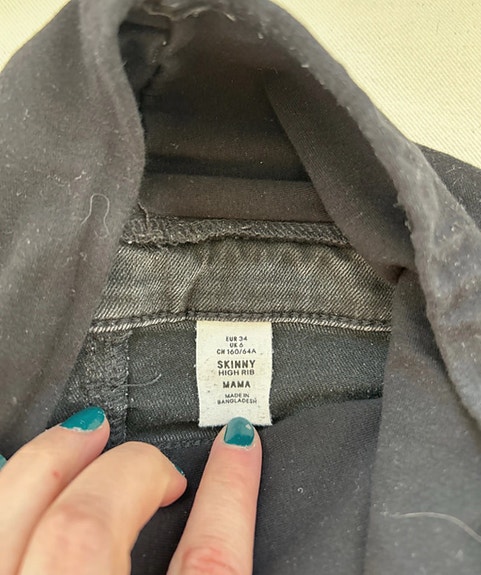 EUR 34
UK 6
CN 160/64A
SKINNY
HIGH RIB
MAMA
MADE IN
BANGLADESH